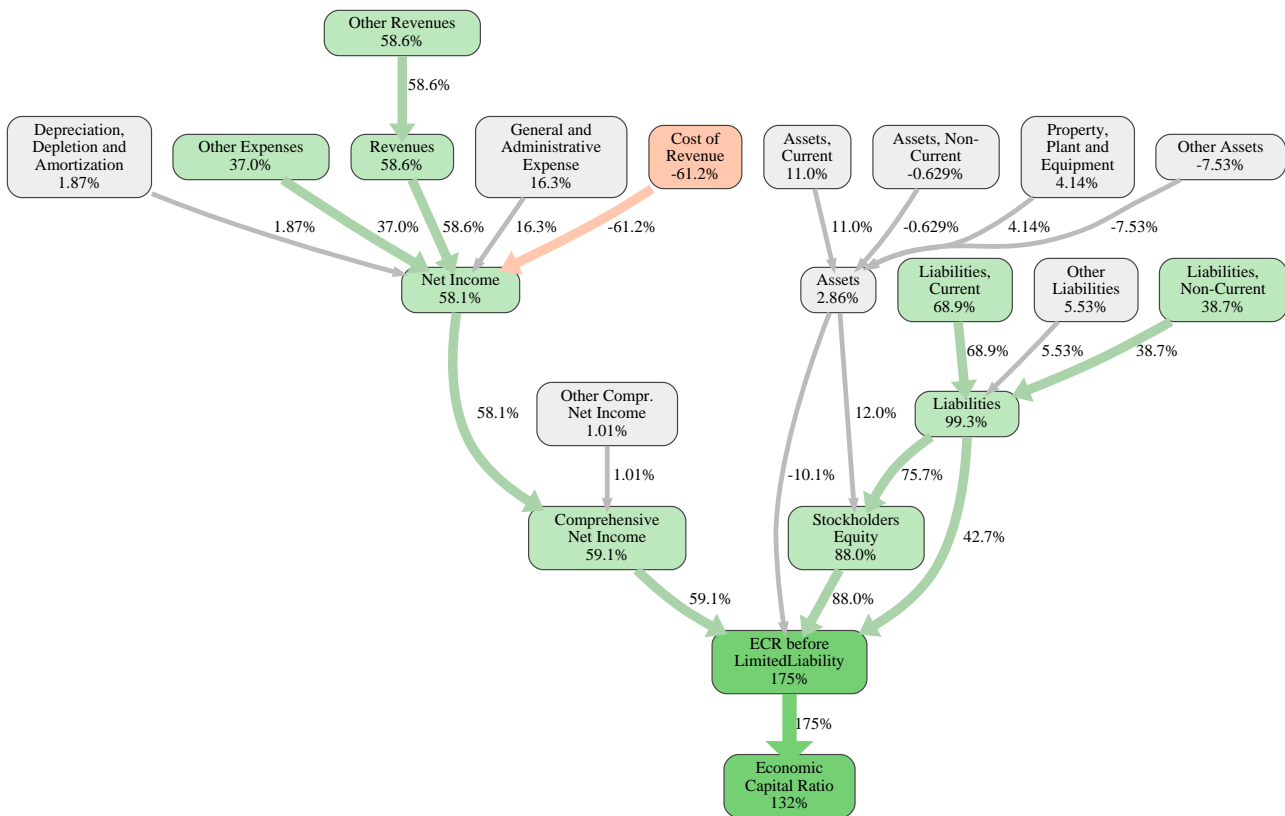 Other Revenues
58.6%
58.6%
Depreciation,
Depletion and
Amortization
1.87%
Other Expenses
37.0%
Revenues
58.6%
General and
Administrative
Expense
16.3%
Cost of
Revenue
-61.2%
Assets,
Current
11.0%
Assets, Non-
Current
-0.629%
Property,
Plant and
Equipment
4.14%
Other Assets
-7.53%
1.87%
37.0%
58.6%
16.3%
-61.2%
11.0%
-0.629%
4.14%
-7.53%
Net Income
58.1%
Assets
2.86%
Liabilities,
Current
68.9%
Other
Liabilities
5.53%
Liabilities,
Non-Current
38.7%
68.9%
5.53%
38.7%
Other Compr.
Net Income
1.01%
Liabilities
99.3%
58.1%
12.0%
1.01%
-10.1%
75.7%
Comprehensive
Net Income
59.1%
Stockholders
Equity
88.0%
42.7%
59.1%
88.0%
ECR before
LimitedLiability
175%
175%
Economic
Capital Ratio
132%